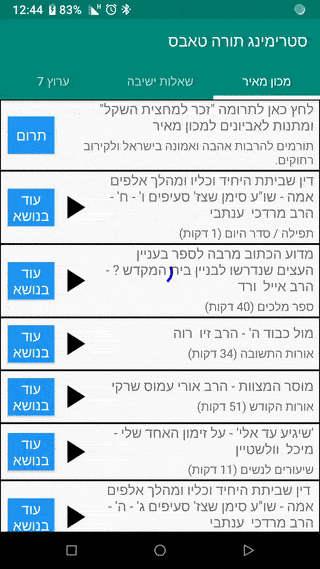 12:44 83%
סטרימינג תורה טאבס
מכון מאיר
שאלות ישיבה
ערוץ 7
לחץ כאן לתרומה "זכר למחצית השקל"
ומתנות לאביונים למכון מאיר
תורמים להרבות אהבה ואמונה בישראל ולקירוב
רחוקים.
תרום
דין שביתת היחיד וכליו ומהלך אלפים
אמה - שו"ע סימן שצז' סעיפים ו' - ח' -
הרב מרדכי ענתבי
תפילה / סדר היום (1 דקות)
עוד
בנושא
מדוע הכתוב מרבה לספר בעניין
העצים שנדרשו לבניין בית המקדש ? -
הרב אייל ורד
ספר מלכים (40 דקות)
עוד
בנושא
מול כבוד ה' - הרב זיו רוה
אורות התשובה (34 דקות)
עוד
בנושא
מוסר המצוות - הרב אורי עמוס שרקי
אורות הקודש (51 דקות)
עוד
בנושא
'שיגיע עד אלי' - על זימון האחד שלי -
מיכל וולשטיין
שיעורים לנשים (11 דקות)
עוד
בנושא
דין שביתת היחיד וכליו ומהלך אלפים
אמה - שו"ע סימן שצז' סעיפים ג' - ה' -
הרב מרדכי ענתבי
עוד
בנושא